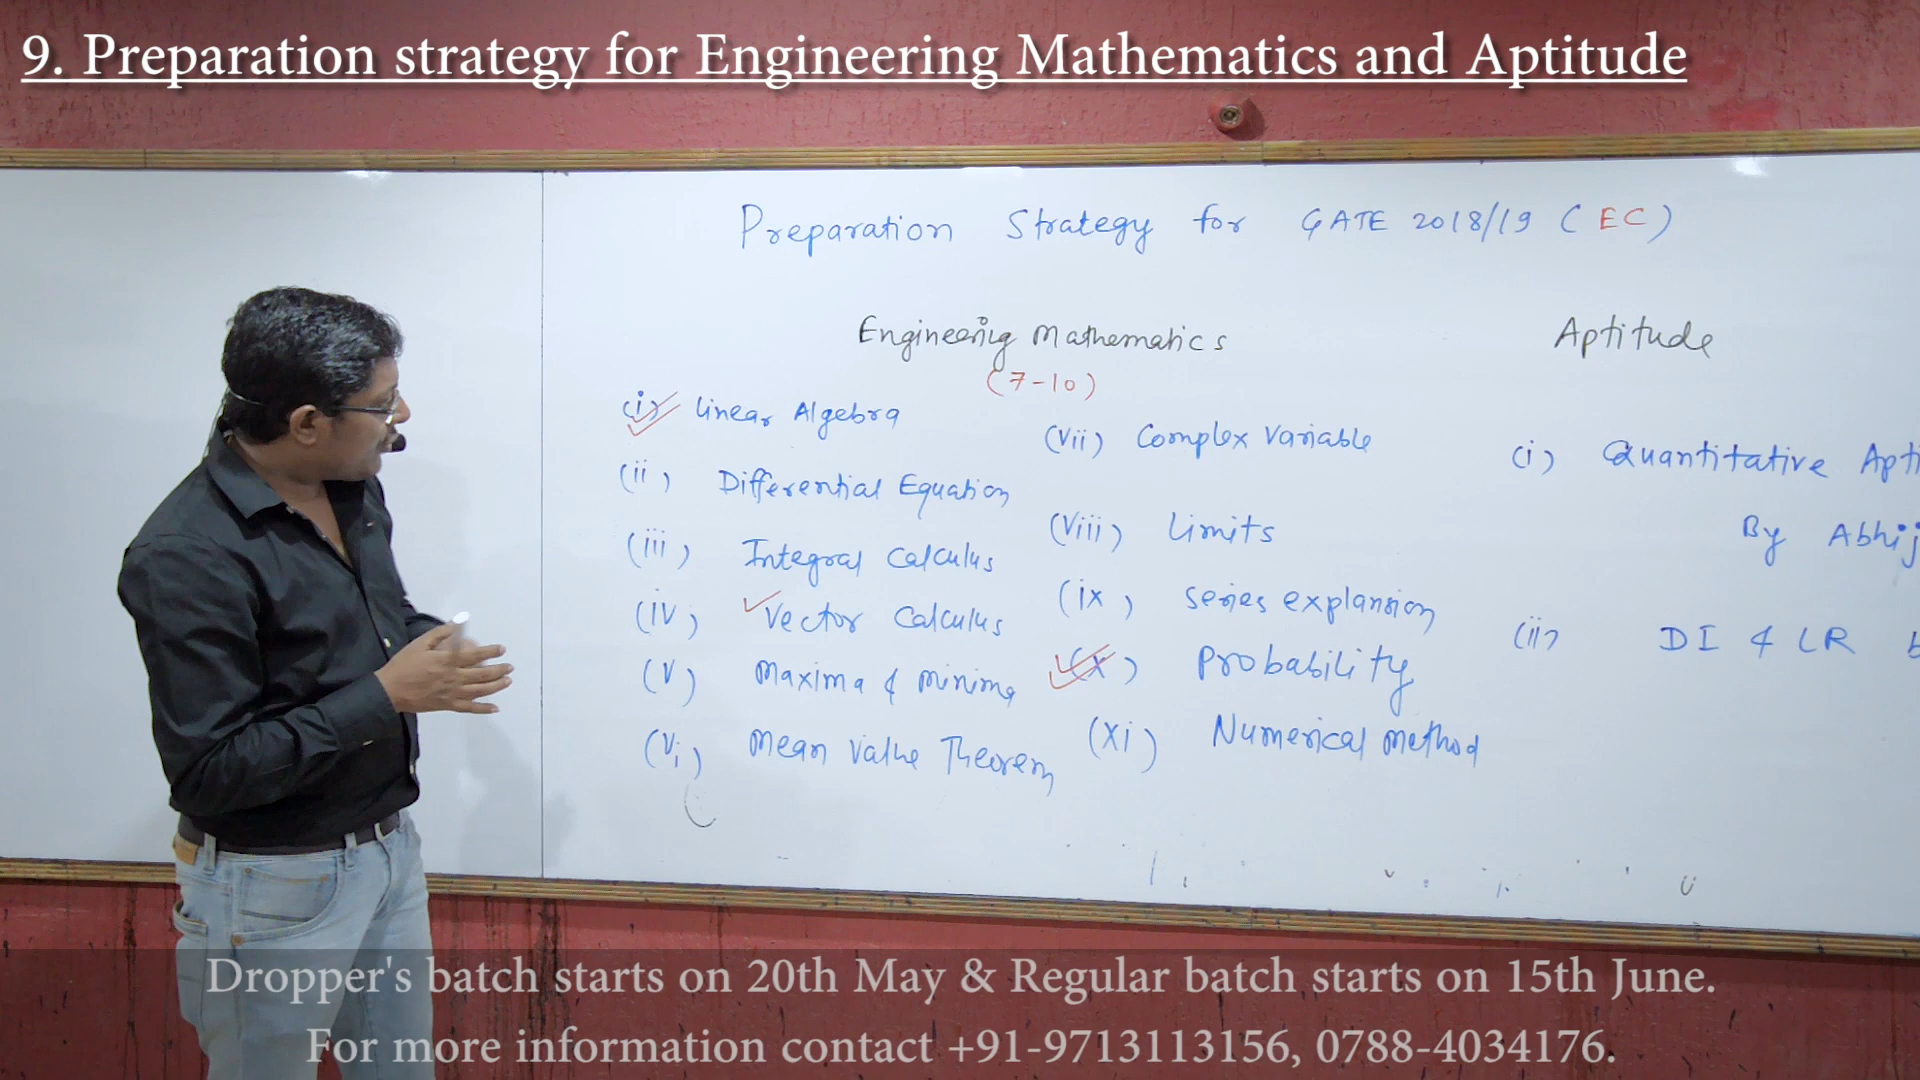 9. Preparation strategy for Engineering Mathematics and Aptitude
Preparation Strategy for GATE 2018/19 (EC)
Engineering Mathematics
(7-10)
(i) Linear Algebra
(ii) Differential Equation
(iii) Integral Calculus
(iv) Vector Calculus
(v) Maxima & minima
(vi) Mean Value Theorem
(vii) Complex Variable
(viii) Limits
(ix) Series explansion
(x) Probability
(xi) Numerical method
Aptitude
(i) Quantitative Apti
By Abhij
(ii) DI & LR b
Dropper's batch starts on 20th May & Regular batch starts on 15th June.
For more information contact +91-9713113156, 0788-4034176.